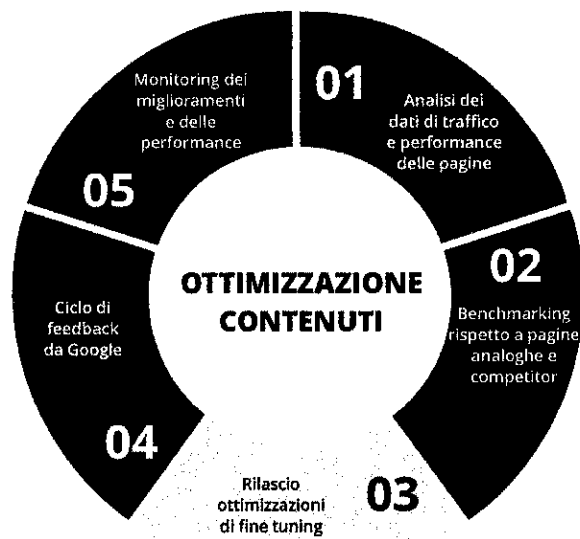 OTTIMIZZAZIONE
CONTENUTI
01
Analisi dei
dati di traffico
e performance
delle pagine
02
Benchmarking
rispetto a pagine
analoghe e
competitor
03
Rilascio
ottimizzazioni
di fine tuning
04
Ciclo di
feedback
da Google
05
Monitoring dei
miglioramenti
e delle
performance